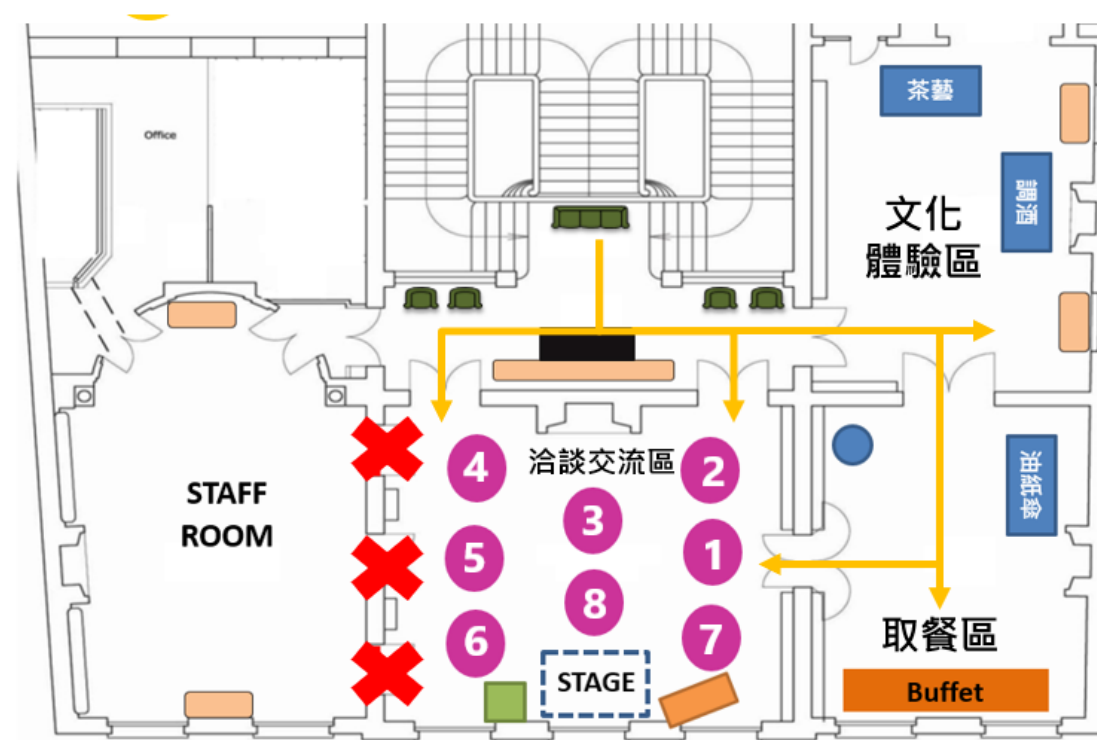 茶藝
Office
調酒
文化
體驗區
洽談交流區
4
2
油紙傘
STAFF
ROOM
3
5
1
8
6
7
取餐區
STAGE
Buffet